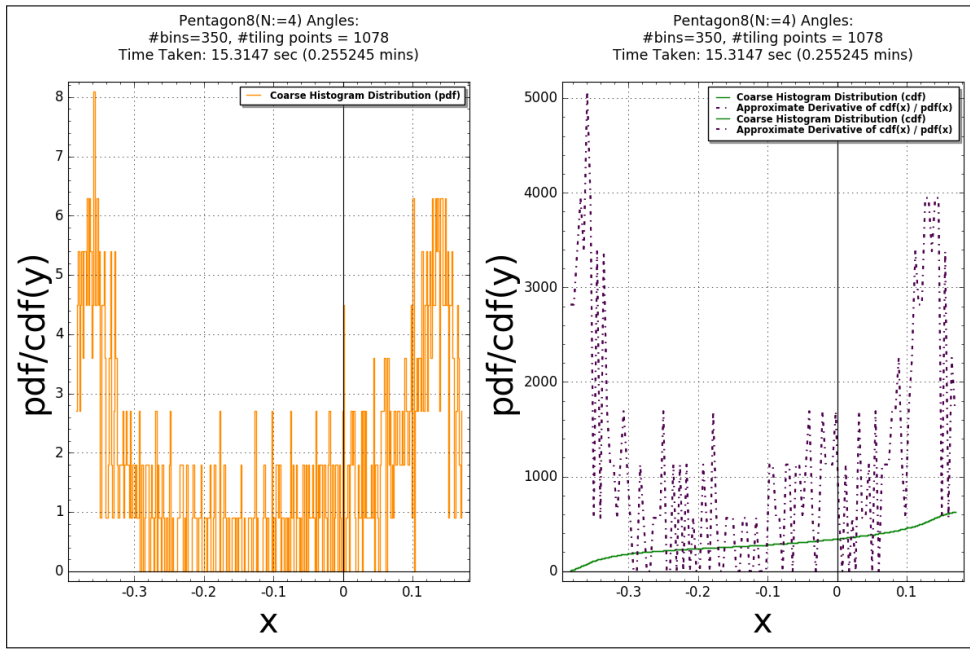 Pentagon8(N:=4) Angles:
#bins=350, #tiling points = 1078
Time Taken: 15.3147 sec (0.255245 mins)
Coarse Histogram Distribution (pdf)
pdf/cdf(y)
8
7
6
5
4
3
2
1
0
-0.3
-0.2
-0.1
0
0.1
x
Pentagon8(N:=4) Angles:
#bins=350, #tiling points = 1078
Time Taken: 15.3147 sec (0.255245 mins)
Coarse Histogram Distribution (cdf)
Approximate Derivative of cdf(x) / pdf(x)
Coarse Histogram Distribution (cdf)
Approximate Derivative of cdf(x) / pdf(x)
pdf/cdf(y)
5000
4000
3000
2000
1000
0
-0.3
-0.2
-0.1
0
0.1
x